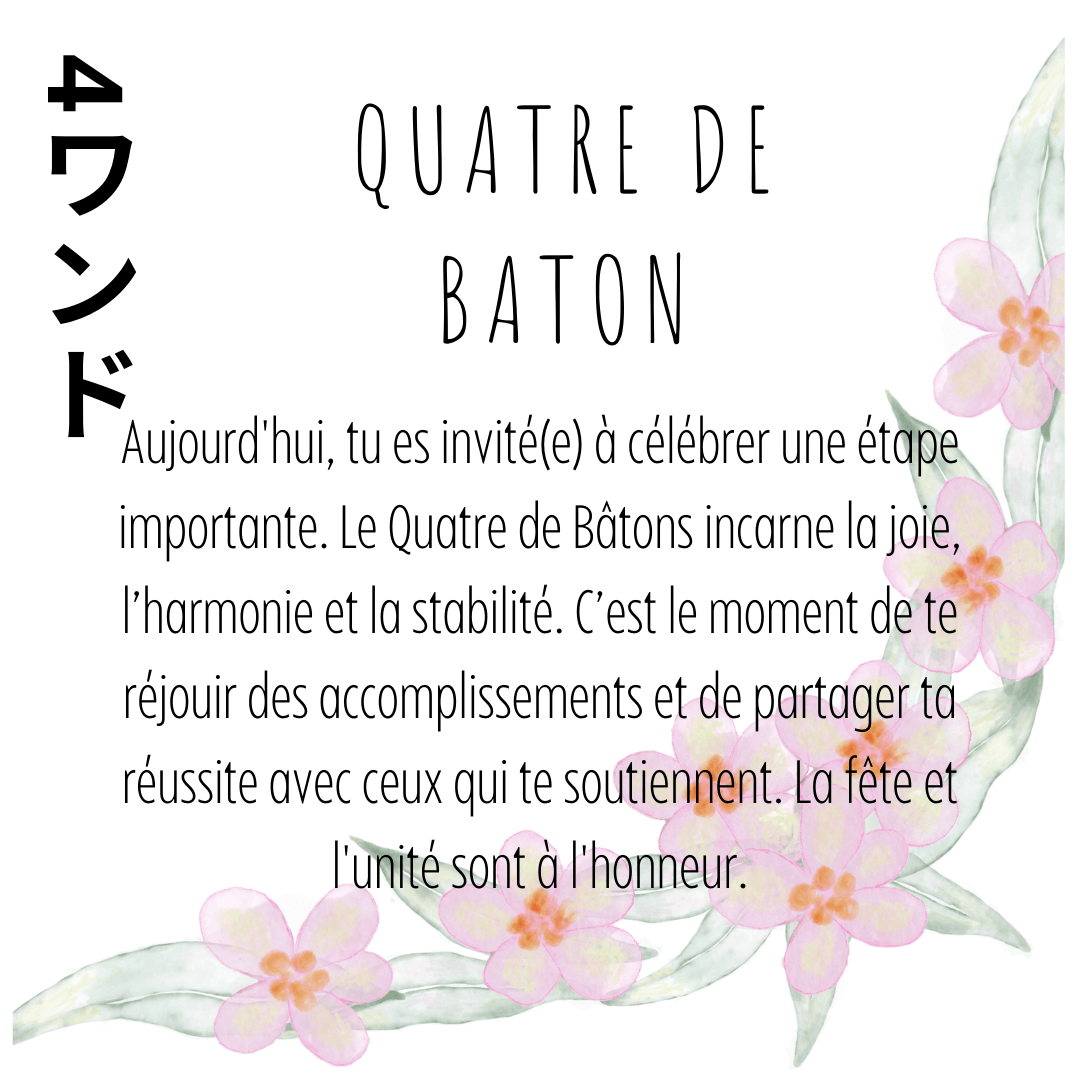 4ワンド
QUATRE DE
BATON
Aujourd'hui, tu es invité(e) à célébrer une étape
importante. Le Quatre de Bâtons incarne la joie,
l’harmonie et la stabilité. C’est le moment de te
réjouir des accomplissements et de partager ta
réussite avec ceux qui te soutiennent. La fête et
l'unité sont à l'honneur.